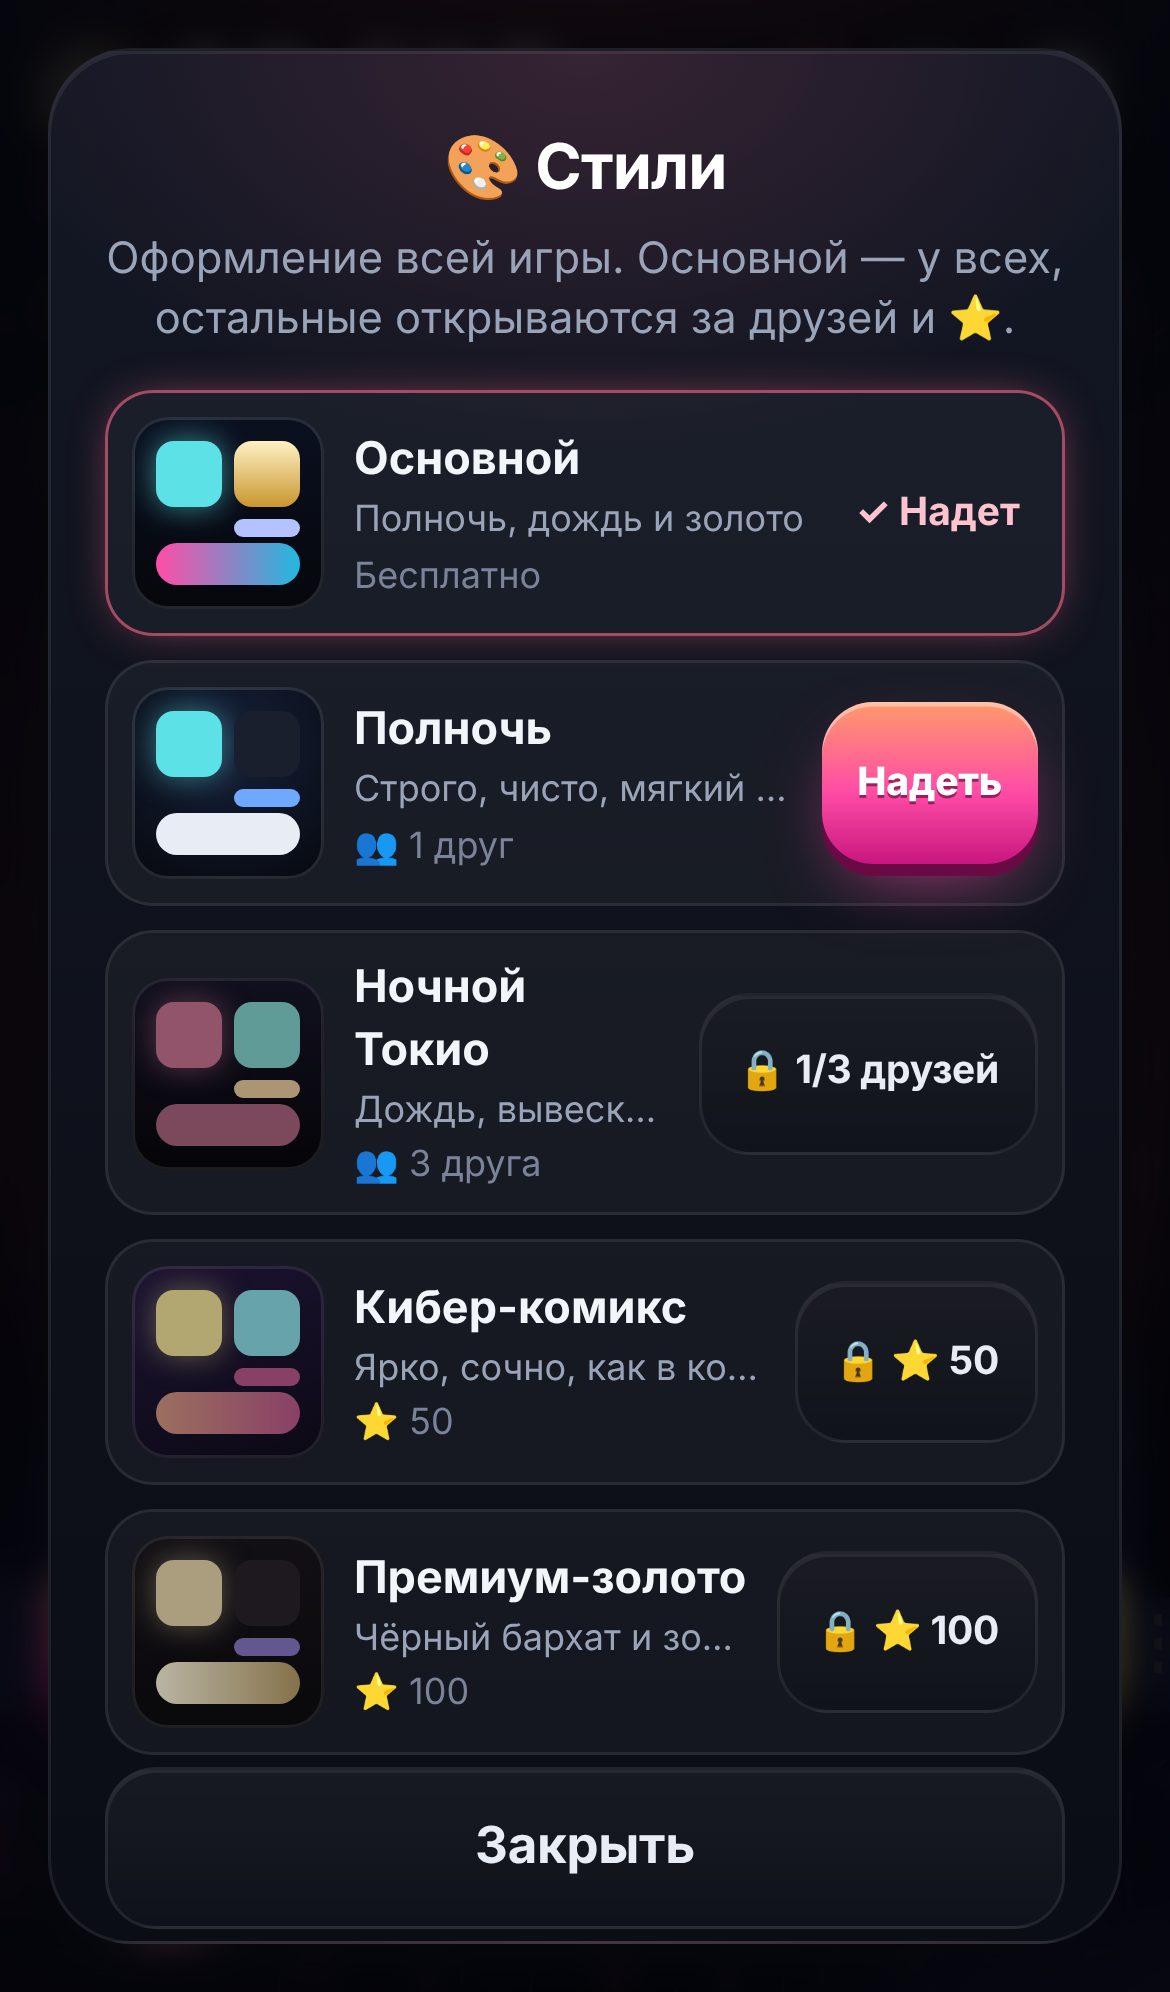 🎨 Стили
Оформление всей игры. Основной — у всех,
остальные открываются за друзей и ⭐.
Основной
Полночь, дождь и золото
Бесплатно
✓ Надет
Полночь
Строго, чисто, мягкий ...
👥 1 друг
Надеть
Ночной
Токио
Дождь, вывеск...
👥 3 друга
🔒 1/3 друзей
Кибер-комикс
Ярко, сочно, как в ко...
⭐ 50
🔒 ⭐ 50
Премиум-золото
Чёрный бархат и зо...
⭐ 100
🔒 ⭐ 100
Закрыть